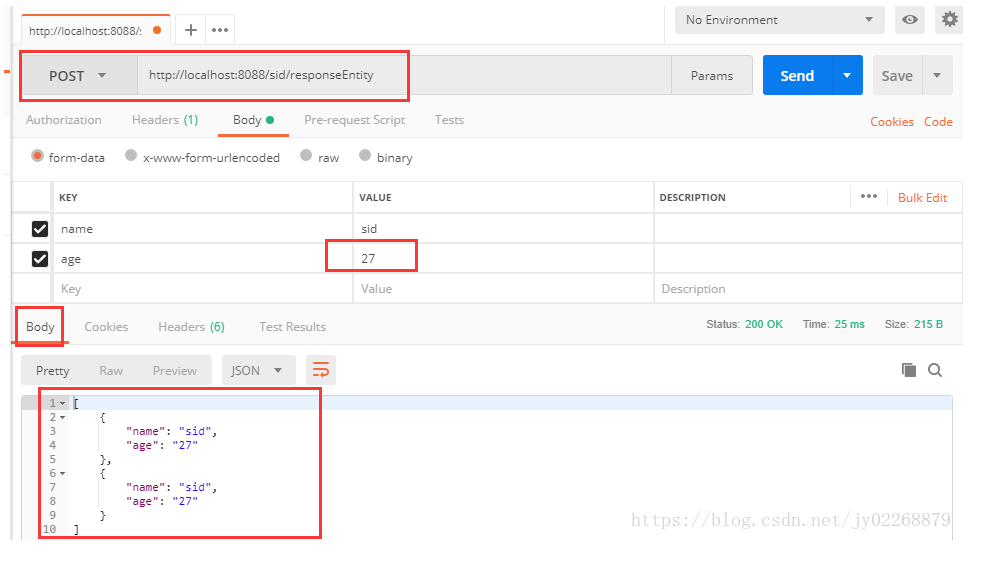 http://localhost:8088/s + •••
No Environment
POST http://localhost:8088/sid/responseEntity Params Send Save
Authorization Headers (1) Body Pre-request Script Tests Cookies Code
form-data x-www-form-urlencoded raw binary
KEY VALUE DESCRIPTION ••• Bulk Edit
name sid
age 27
Key Value Description
Body Cookies Headers (6) Test Results Status: 200 OK Time: 25 ms Size: 215 B
Pretty Raw Preview JSON
1 [
2 {
3 "name": "sid",
4 "age": "27"
5 },
6 {
7 "name": "sid",
8 "age": "27"
9 }
10 ]
https://blog.csdn.net/jy02268879